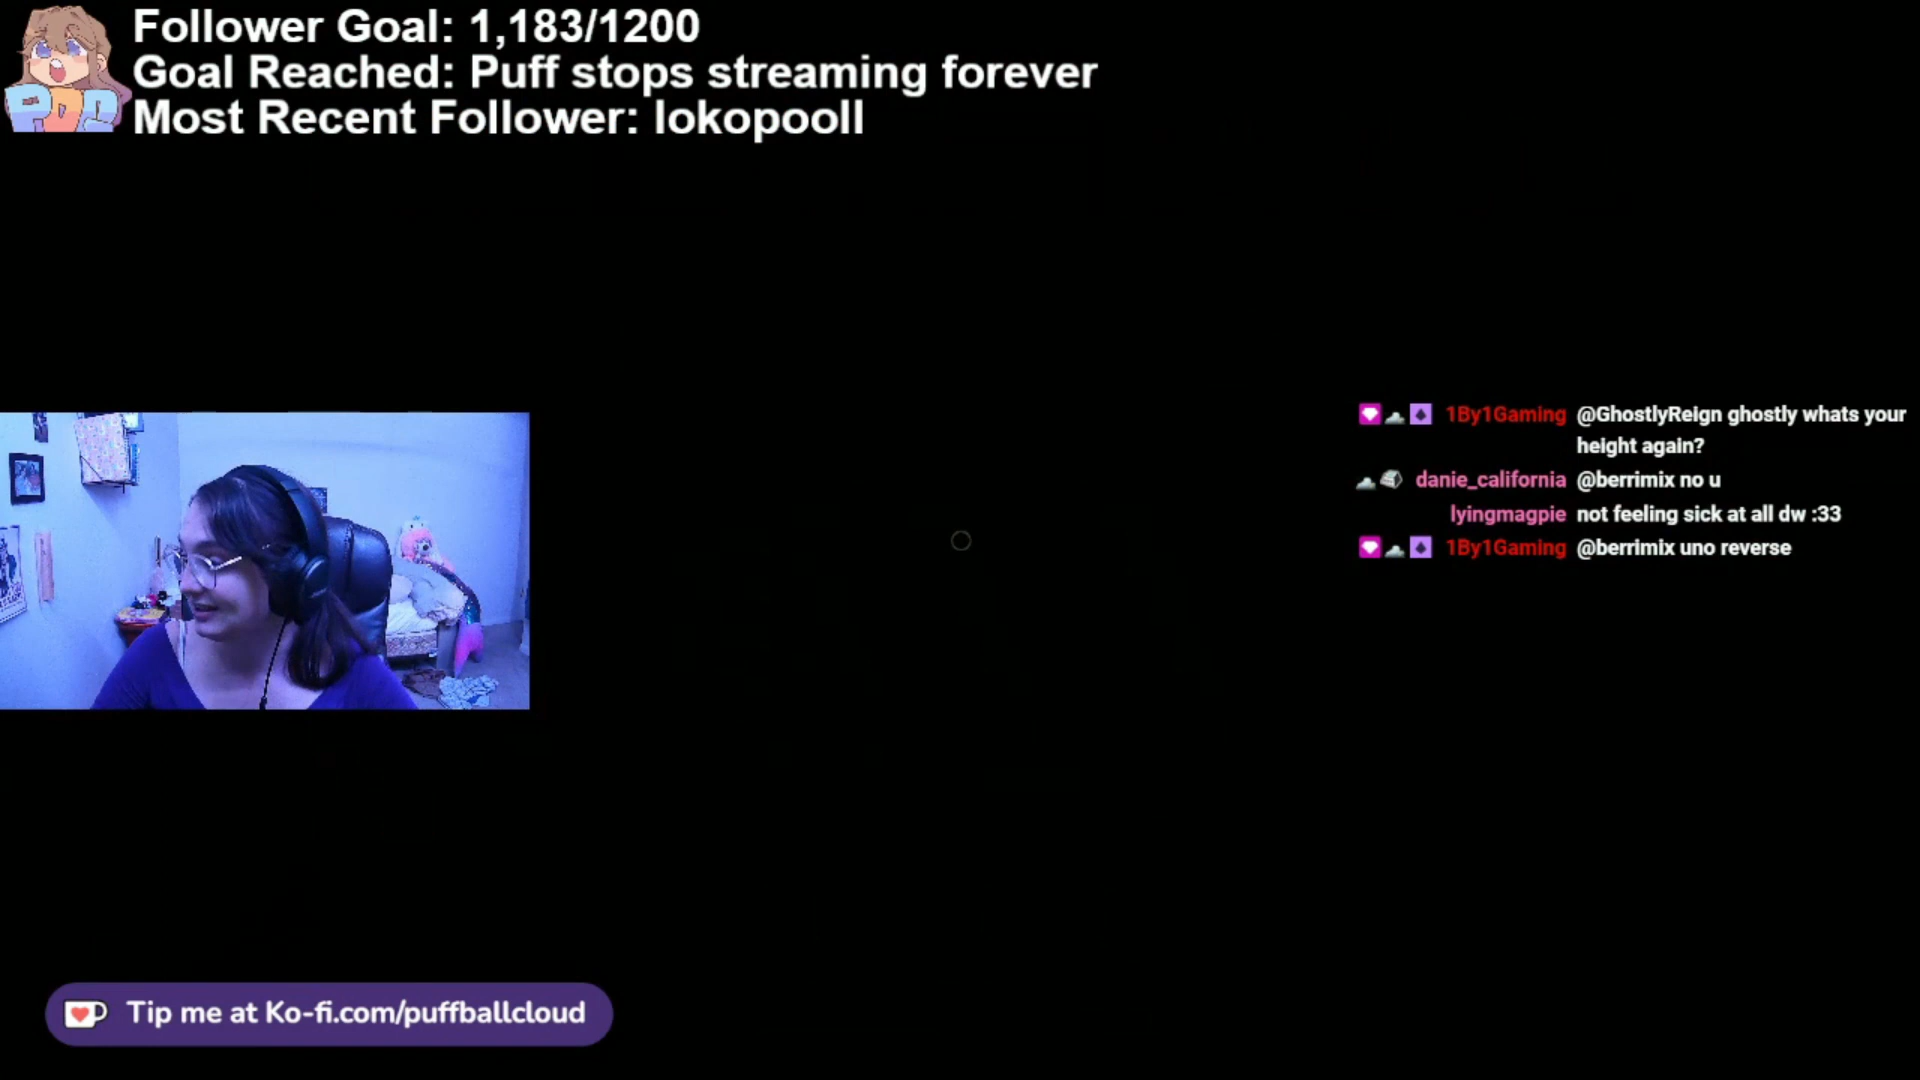 Follower Goal: 1,183/1200
Goal Reached: Puff stops streaming forever
Most Recent Follower: lokopooll
POG
1By1Gaming @GhostlyReign ghostly whats your
height again?
danie_california @berrimix no u
lyingmagpie not feeling sick at all dw :33
1By1Gaming @berrimix uno reverse
Tip me at Ko-fi.com/puffballcloud